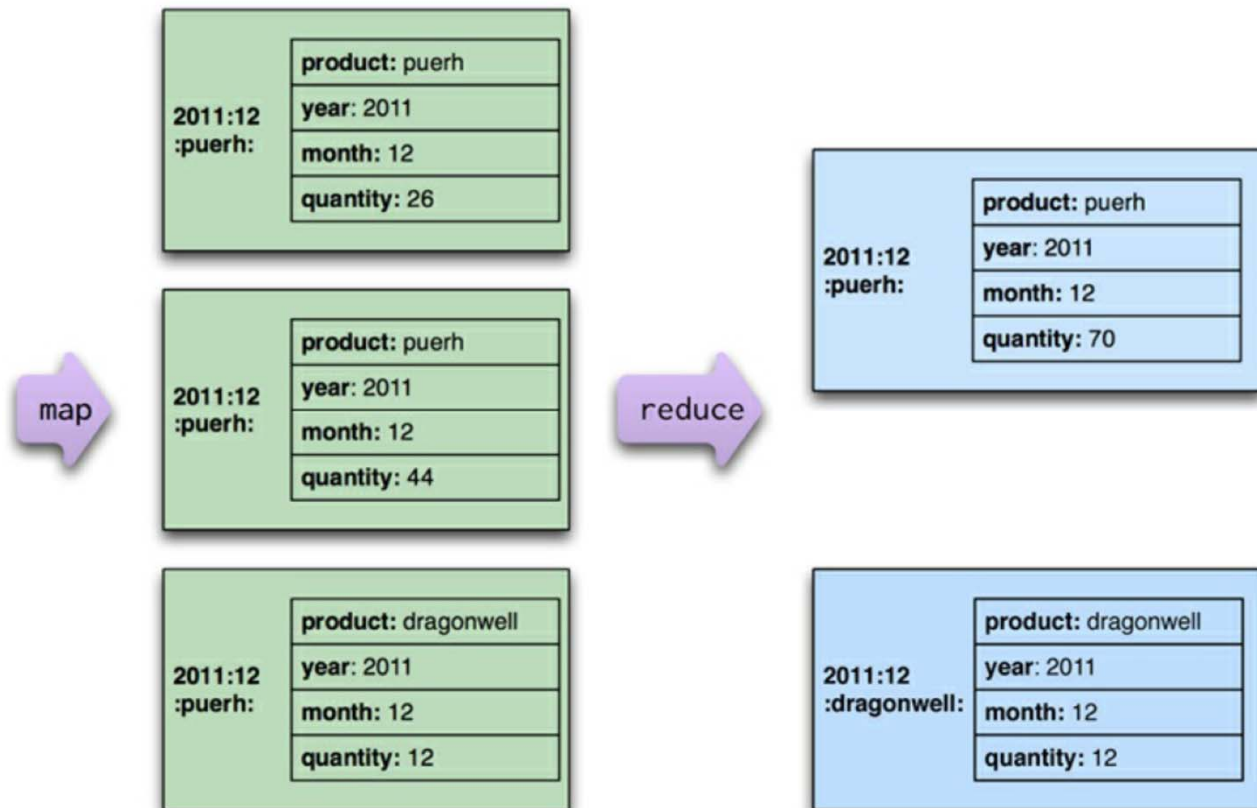 2011:12
:puerh:
product: puerh
year: 2011
month: 12
quantity: 26
map
2011:12
:puerh:
product: puerh
year: 2011
month: 12
quantity: 44
2011:12
:puerh:
product: dragonwell
year: 2011
month: 12
quantity: 12
reduce
2011:12
:puerh:
product: puerh
year: 2011
month: 12
quantity: 70
2011:12
:dragonwell:
product: dragonwell
year: 2011
month: 12
quantity: 12